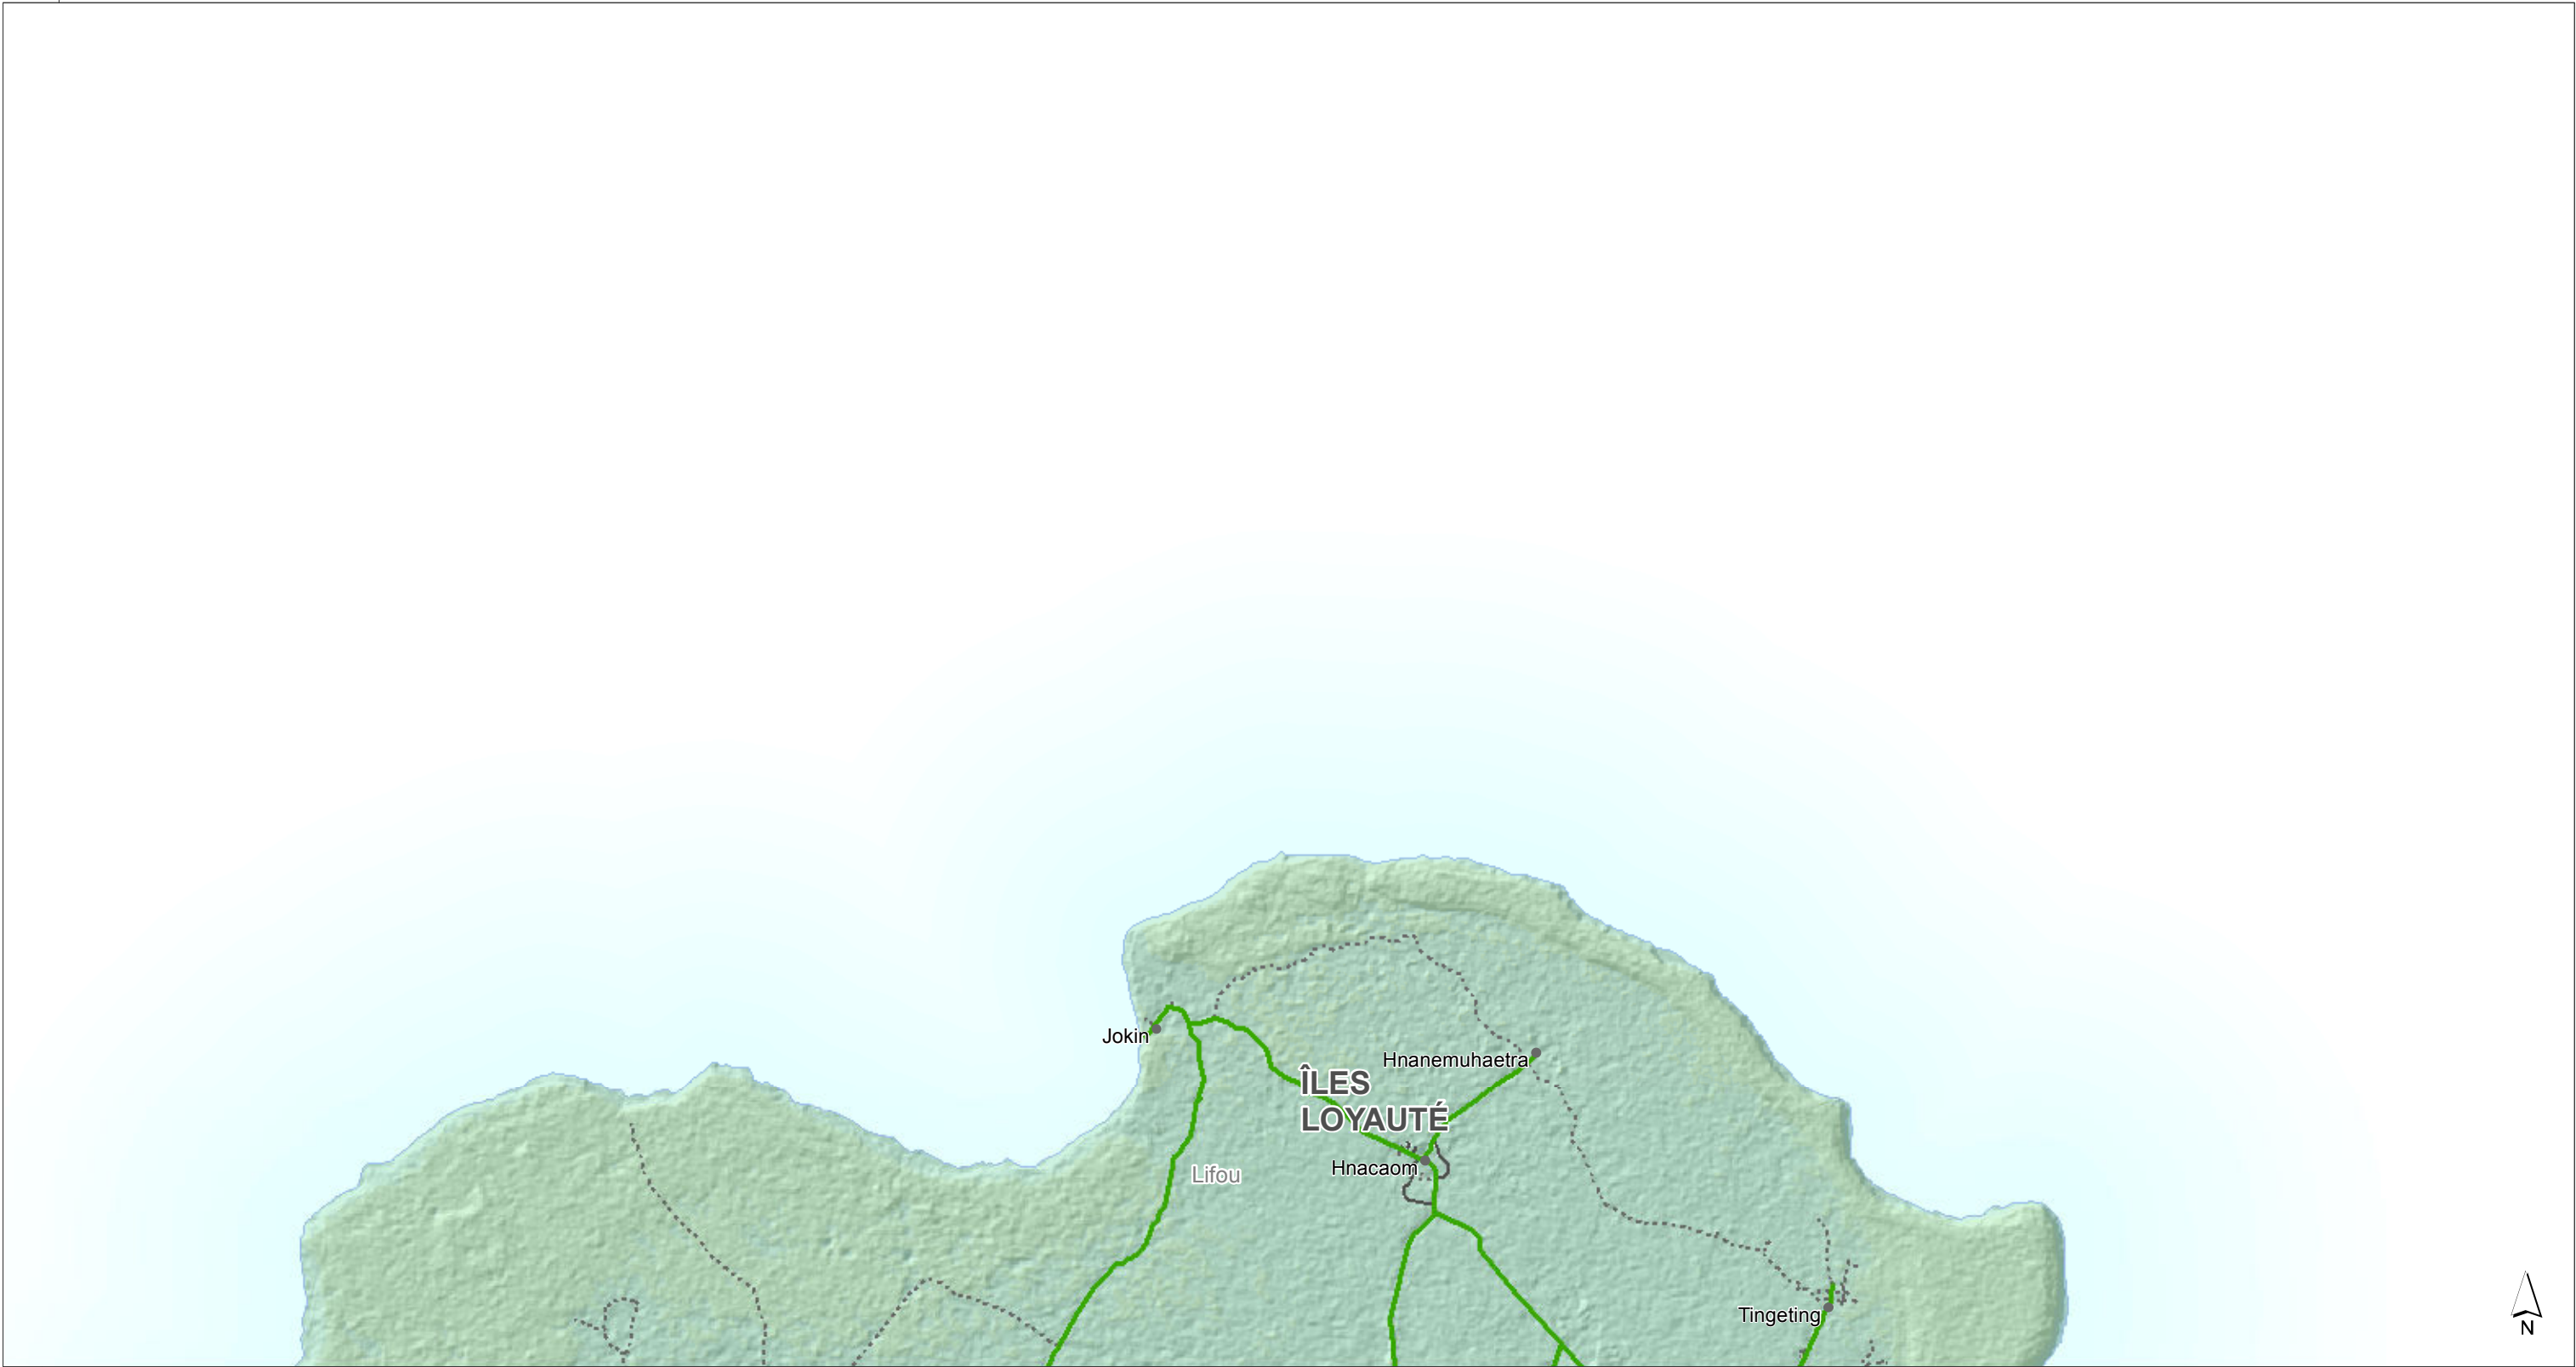 Jokin
Hnanemuhaetra
ÎLES
LOYAUTÉ
Hnacaom
Lifou
Tingeting
N